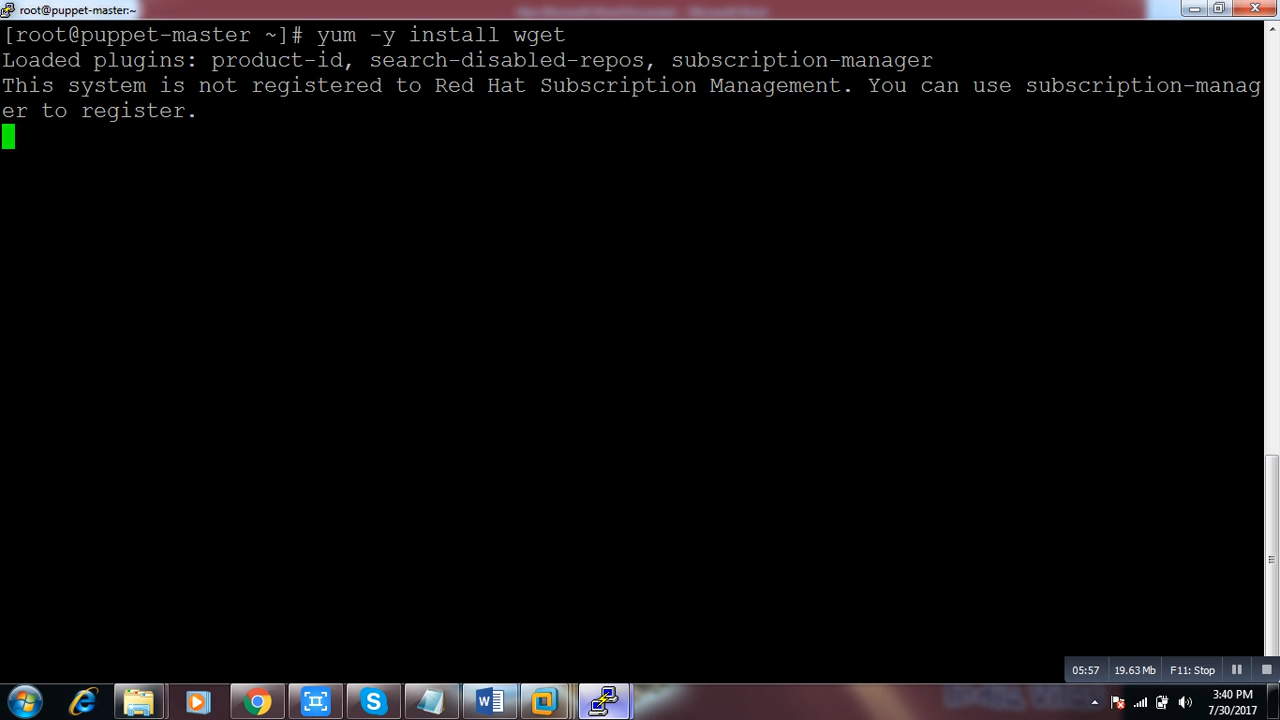 root@puppet-master:~
[root@puppet-master ~]# yum -y install wget
Loaded plugins: product-id, search-disabled-repos, subscription-manager
This system is not registered to Red Hat Subscription Management. You can use subscription-manag
er to register.
05:57 19.63 Mb F11: Stop
3:40 PM
7/30/2017